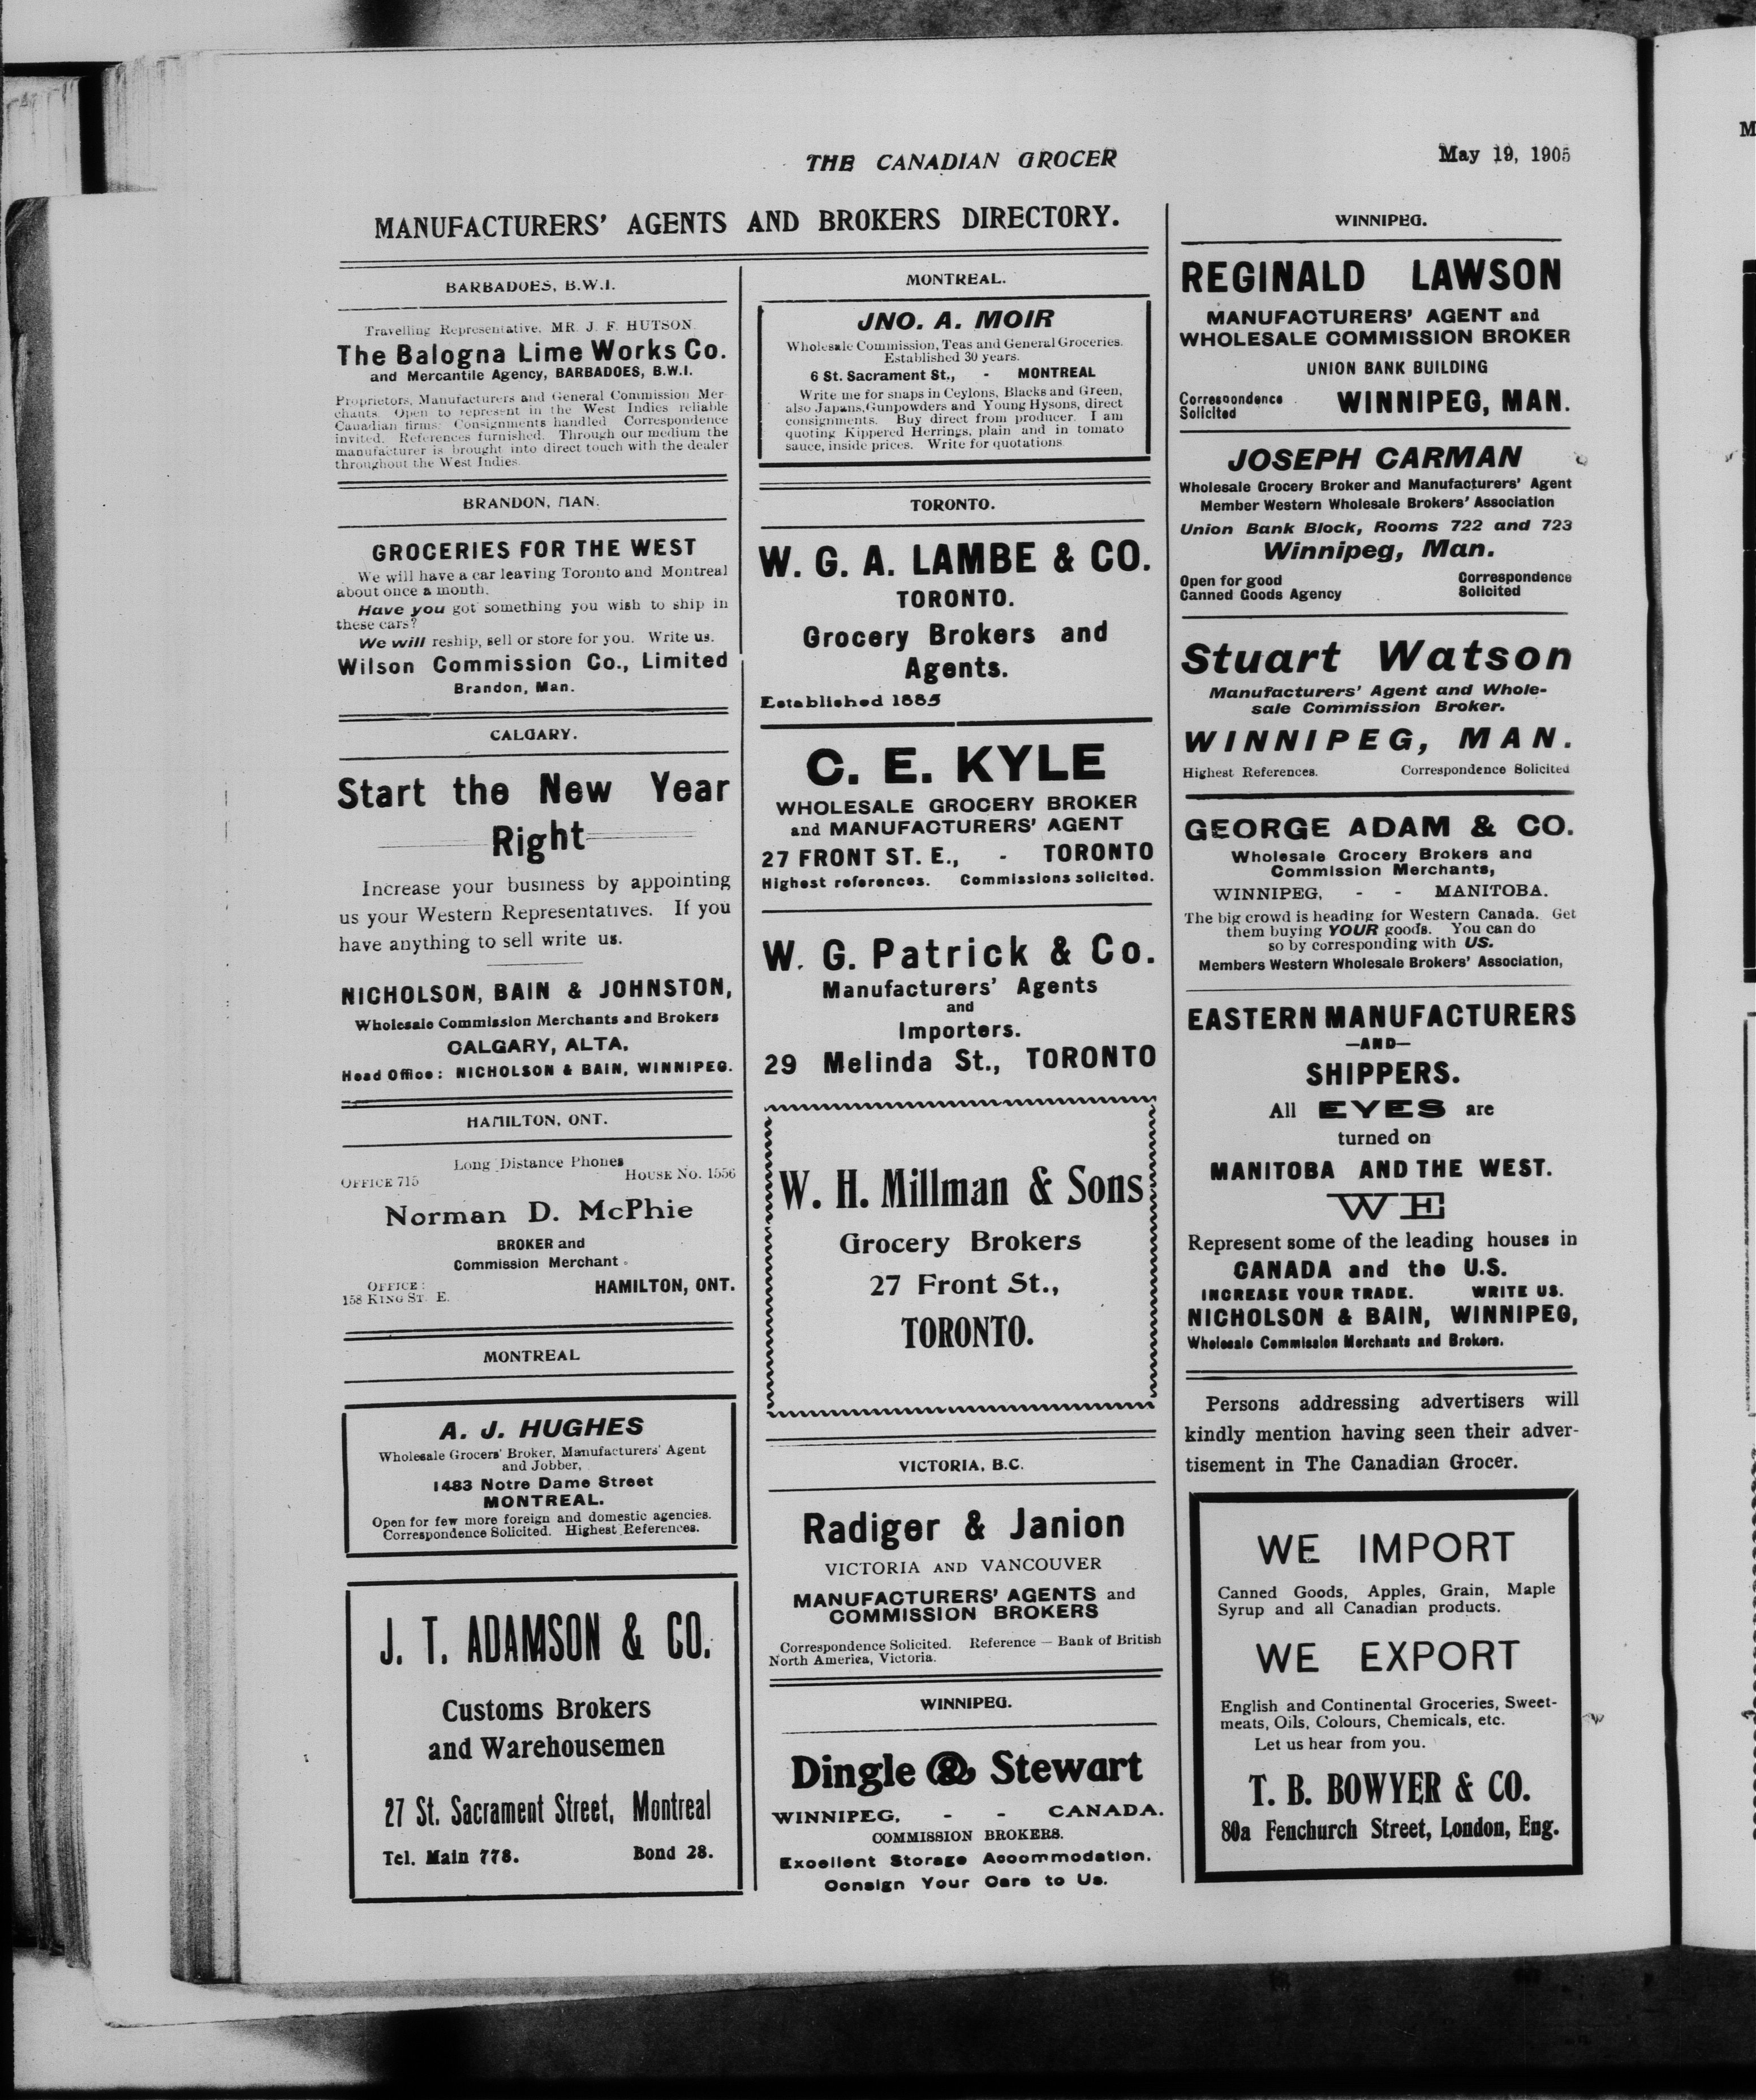 THE CANADIAN GROCER
May 19, 1905
MANUFACTURERS' AGENTS AND BROKERS DIRECTORY.
BARBADOES, B.W.I.
Travelling Representative, MR. J. F. HUTSON.
The Balogna Lime Works Co.
and Mercantile Agency, BARBADOES, B.W.I.
Proprietors, Manufacturers and General Commission Mer-
chants. Open to represent in the West Indies reliable
Canadian firms. Consignments handled Correspondence
invited. References furnished. Through our medium the
manufacturer is brought into direct touch with the dealer
throughout the West Indies.
BRANDON, MAN.
GROCERIES FOR THE WEST
We will have a car leaving Toronto and Montreal
about once a month.
Have you got something you wish to ship in
these cars?
We will reship, sell or store for you. Write us.
Wilson Commission Co., Limited
Brandon, Man.
CALGARY.
Start the New Year
Right
Increase your business by appointing
us your Western Representatives. If you
have anything to sell write us.
NICHOLSON, BAIN & JOHNSTON,
Wholesale Commission Merchants and Brokers
CALGARY, ALTA.
Head Office: NICHOLSON & BAIN, WINNIPEG.
HAMILTON, ONT.
Long Distance Phones
OFFICE 715 HOUSE NO. 1556
Norman D. McPhie
BROKER and
Commission Merchant
OFFICE: HAMILTON, ONT.
158 KING ST. E.
MONTREAL
A. J. HUGHES
Wholesale Grocers' Broker, Manufacturers' Agent
and Jobber,
1483 Notre Dame Street
MONTREAL.
Open for few more foreign and domestic agencies.
Correspondence Solicited. Highest References.
J. T. ADAMSON & CO.
Customs Brokers
and Warehousemen
27 St. Sacrament Street, Montreal
Tel. Main 778. Bond 28.
MONTREAL.
JNO. A. MOIR
Wholesale Commission, Teas and General Groceries.
Established 30 years.
6 St. Sacrament St., - MONTREAL
Write me for snaps in Ceylons, Blacks and Green,
also Japans, Gunpowders and Young Hysons, direct
consignments. Buy direct from producer. I am
quoting Kippered Herrings, plain and in tomato
sauce, inside prices. Write for quotations
TORONTO.
W. G. A. LAMBE & CO.
TORONTO.
Grocery Brokers and
Agents.
Established 1885
C. E. KYLE
WHOLESALE GROCERY BROKER
and MANUFACTURERS' AGENT
27 FRONT ST. E., - TORONTO
Highest references. Commissions solicited.
W. G. Patrick & Co.
Manufacturers' Agents
and
Importers.
29 Melinda St., TORONTO
W. H. Millman & Sons
Grocery Brokers
27 Front St.,
TORONTO.
VICTORIA, B.C.
Radiger & Janion
VICTORIA AND VANCOUVER
MANUFACTURERS' AGENTS and
COMMISSION BROKERS
Correspondence Solicited. Reference — Bank of British
North America, Victoria.
WINNIPEG.
Dingle & Stewart
WINNIPEG, - - CANADA.
COMMISSION BROKERS.
Excellent Storage Accommodation.
Consign Your Cars to Us.
WINNIPEG.
REGINALD LAWSON
MANUFACTURERS' AGENT and
WHOLESALE COMMISSION BROKER
UNION BANK BUILDING
Correspondence
Solicited WINNIPEG, MAN.
JOSEPH CARMAN
Wholesale Grocery Broker and Manufacturers' Agent
Member Western Wholesale Brokers' Association
Union Bank Block, Rooms 722 and 723
Winnipeg, Man.
Open for good Correspondence
Canned Goods Agency Solicited
Stuart Watson
Manufacturers' Agent and Whole-
sale Commission Broker.
WINNIPEG, MAN.
Highest References. Correspondence Solicited
GEORGE ADAM & CO.
Wholesale Grocery Brokers and
Commission Merchants,
WINNIPEG, - - MANITOBA.
The big crowd is heading for Western Canada. Get
them buying YOUR goods. You can do
so by corresponding with US.
Members Western Wholesale Brokers' Association,
EASTERN MANUFACTURERS
—AND—
SHIPPERS.
All EYES are
turned on
MANITOBA AND THE WEST.
WE
Represent some of the leading houses in
CANADA and the U.S.
INCREASE YOUR TRADE. WRITE US.
NICHOLSON & BAIN, WINNIPEG,
Wholesale Commission Merchants and Brokers.
Persons addressing advertisers will
kindly mention having seen their adver-
tisement in The Canadian Grocer.
WE IMPORT
Canned Goods, Apples, Grain, Maple
Syrup and all Canadian products.
WE EXPORT
English and Continental Groceries, Sweet-
meats, Oils, Colours, Chemicals, etc.
Let us hear from you.
T. B. BOWYER & CO.
80a Fenchurch Street, London, Eng.
M